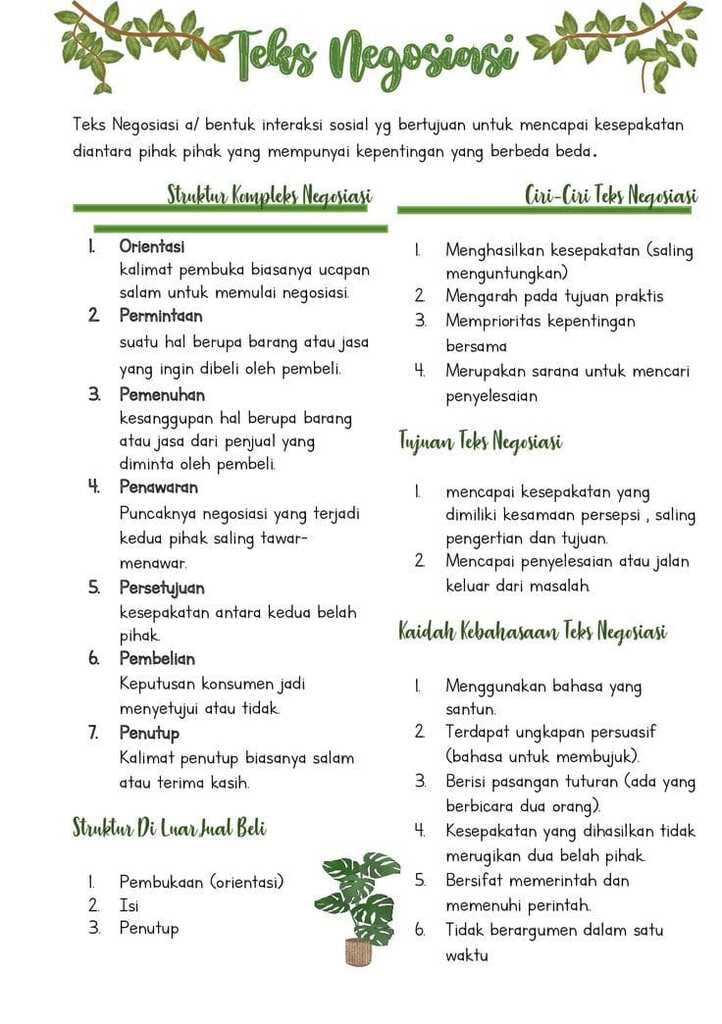 Teks Negosiasi
Teks Negosiasi a/ bentuk interaksi sosial yg bertujuan untuk mencapai kesepakatan
diantara pihak pihak yang mempunyai kepentingan yang berbeda beda.
Struktur Kompleks Negosiasi
1. Orientasi
kalimat pembuka biasanya ucapan
salam untuk memulai negosiasi.
2. Permintaan
suatu hal berupa barang atau jasa
yang ingin dibeli oleh pembeli.
3. Pemenuhan
kesanggupan hal berupa barang
atau jasa dari penjual yang
diminta oleh pembeli.
4. Penawaran
Puncaknya negosiasi yang terjadi
kedua pihak saling tawar-
menawar.
5. Persetujuan
kesepakatan antara kedua belah
pihak.
6. Pembelian
Keputusan konsumen jadi
menyetujui atau tidak.
7. Penutup
Kalimat penutup biasanya salam
atau terima kasih.
Struktur Di Luar Jual Beli
1. Pembukaan (orientasi)
2. Isi
3. Penutup
Ciri-Ciri Teks Negosiasi
1. Menghasilkan kesepakatan (saling
menguntungkan)
2. Mengarah pada tujuan praktis
3. Memprioritas kepentingan
bersama
4. Merupakan sarana untuk mencari
penyelesaian
Tujuan Teks Negosiasi
1. mencapai kesepakatan yang
dimiliki kesamaan persepsi , saling
pengertian dan tujuan.
2. Mencapai penyelesaian atau jalan
keluar dari masalah.
Kaidah Kebahasaan Teks Negosiasi
1. Menggunakan bahasa yang
santun.
2. Terdapat ungkapan persuasif
(bahasa untuk membujuk).
3. Berisi pasangan tuturan (ada yang
berbicara dua orang).
4. Kesepakatan yang dihasilkan tidak
merugikan dua belah pihak.
5. Bersifat memerintah dan
memenuhi perintah.
6. Tidak berargumen dalam satu
waktu